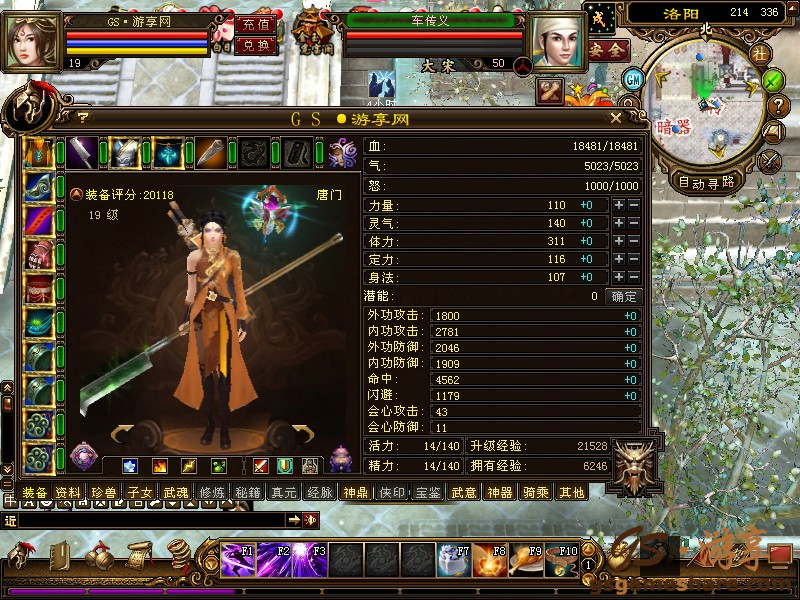 GS·游享网
充值
兑换
19
车传义
大宋
50
安全
洛阳
214 336
北
社
GM
暗器
自动寻路
GS●游享网
装备评分:20118
唐门
19 级
血: 18481/18481
气: 5023/5023
怒: 1000/1000
力量: 110 +0
灵气: 140 +0
体力: 311 +0
定力: 116 +0
身法: 107 +0
潜能: 0 确定
外功攻击: 1800 +0
内功攻击: 2781 +0
外功防御: 2046 +0
内功防御: 1909 +0
命中: 4562 +0
闪避: 1179 +0
会心攻击: 43
会心防御: 11
活力: 14/140 升级经验: 21528
精力: 14/140 拥有经验: 6246
装备 资料 珍兽 子女 武魂 修炼 秘籍 真元 经脉 神鼎 侠印 宝鉴 武意 神器 骑乘 其他
近
F1 F2 F3 F7 F8 F9 F10
1
GS·游享